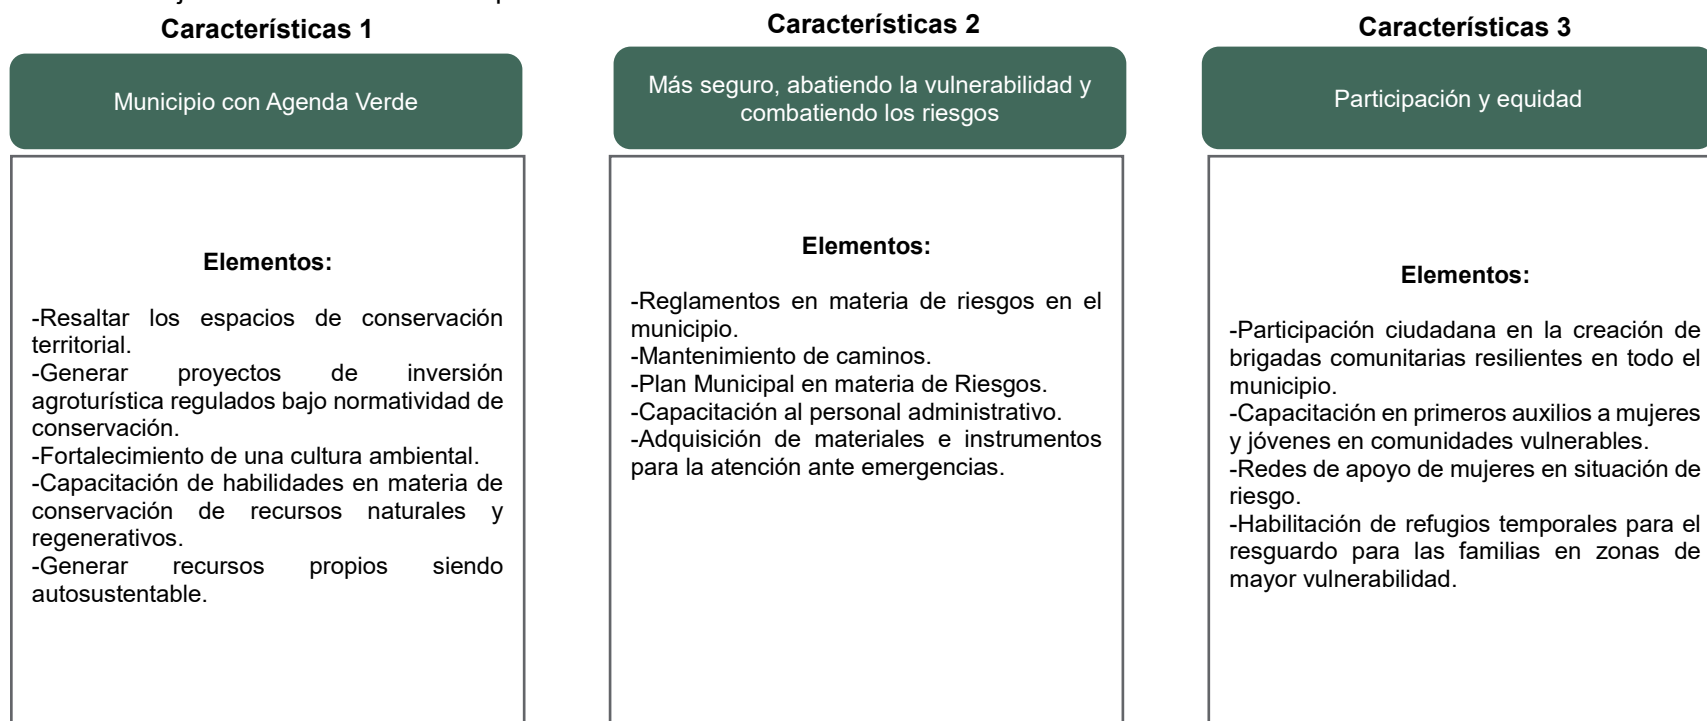 Características 1
Municipio con Agenda Verde
Elementos:
-Resaltar los espacios de conservación
territorial.
-Generar proyectos de inversión
agroturística regulados bajo normatividad de
conservación.
-Fortalecimiento de una cultura ambiental.
-Capacitación de habilidades en materia de
conservación de recursos naturales y
regenerativos.
-Generar recursos propios siendo
autosustentable.
Características 2
Más seguro, abatiendo la vulnerabilidad y
combatiendo los riesgos
Elementos:
-Reglamentos en materia de riesgos en el
municipio.
-Mantenimiento de caminos.
-Plan Municipal en materia de Riesgos.
-Capacitación al personal administrativo.
-Adquisición de materiales e instrumentos
para la atención ante emergencias.
Características 3
Participación y equidad
Elementos:
-Participación ciudadana en la creación de
brigadas comunitarias resilientes en todo el
municipio.
-Capacitación en primeros auxilios a mujeres
y jóvenes en comunidades vulnerables.
-Redes de apoyo de mujeres en situación de
riesgo.
-Habilitación de refugios temporales para el
resguardo para las familias en zonas de
mayor vulnerabilidad.